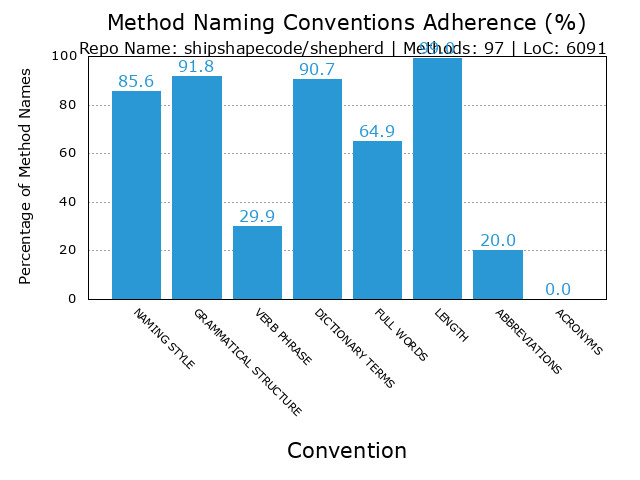 Method Naming Conventions Adherence (%)
Repo Name: shipshapecode/shepherd | Methods: 97 | LoC: 6091
Percentage of Method Names
100
80
60
40
20
0
85.6
91.8
29.9
90.7
64.9
99.0
20.0
0.0
NAMING STYLE
GRAMMATICAL STRUCTURE
VERB PHRASE
DICTIONARY TERMS
FULL WORDS
LENGTH
ABBREVIATIONS
ACRONYMS
Convention